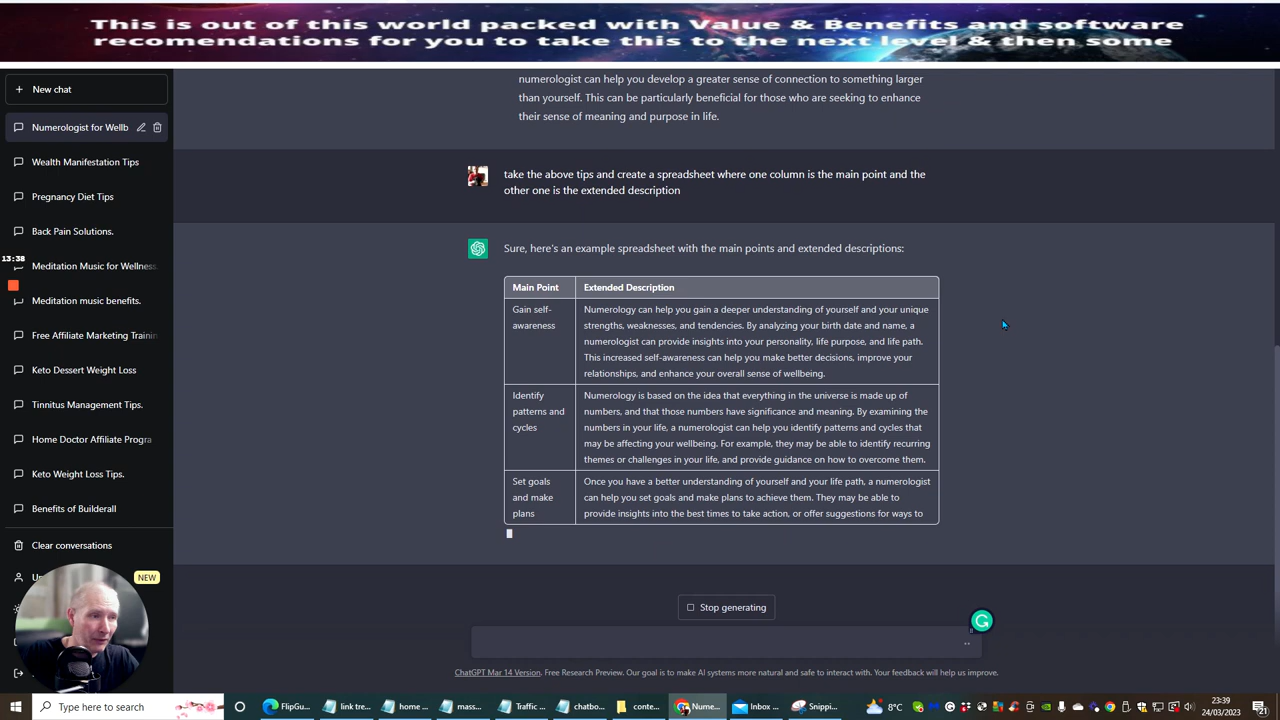 This is out of this world packed with Value & Benefits and software
recomendations for you to take this to the next level & then some
New chat
Numerologist for Wellb
Wealth Manifestation Tips
Pregnancy Diet Tips
Back Pain Solutions.
13:38
Meditation Music for Wellness.
Meditation music benefits.
Free Affiliate Marketing Trainin
Keto Dessert Weight Loss
Tinnitus Management Tips.
Home Doctor Affiliate Progra
Keto Weight Loss Tips.
Benefits of Builderall
Clear conversations
NEW
numerologist can help you develop a greater sense of connection to something larger
than yourself. This can be particularly beneficial for those who are seeking to enhance
their sense of meaning and purpose in life.
take the above tips and create a spreadsheet where one column is the main point and the
other one is the extended description
Sure, here's an example spreadsheet with the main points and extended descriptions:
Main Point Extended Description
Gain self- Numerology can help you gain a deeper understanding of yourself and your unique
awareness strengths, weaknesses, and tendencies. By analyzing your birth date and name, a
numerologist can provide insights into your personality, life purpose, and life path.
This increased self-awareness can help you make better decisions, improve your
relationships, and enhance your overall sense of wellbeing.
Identify Numerology is based on the idea that everything in the universe is made up of
patterns and numbers, and that those numbers have significance and meaning. By examining the
cycles numbers in your life, a numerologist can help you identify patterns and cycles that
may be affecting your wellbeing. For example, they may be able to identify recurring
themes or challenges in your life, and provide guidance on how to overcome them.
Set goals Once you have a better understanding of yourself and your life path, a numerologist
and make can help you set goals and make plans to achieve them. They may be able to
plans provide insights into the best times to take action, or offer suggestions for ways to
Stop generating
ChatGPT Mar 14 Version. Free Research Preview. Our goal is to make AI systems more natural and safe to interact with. Your feedback will help us improve.
Type here to search
FlipGu...
link tre...
home ...
mass...
Traffic ...
chatbo...
conte...
Nume...
Inbox ...
Snippi...
8°C
23:39
24/03/2023